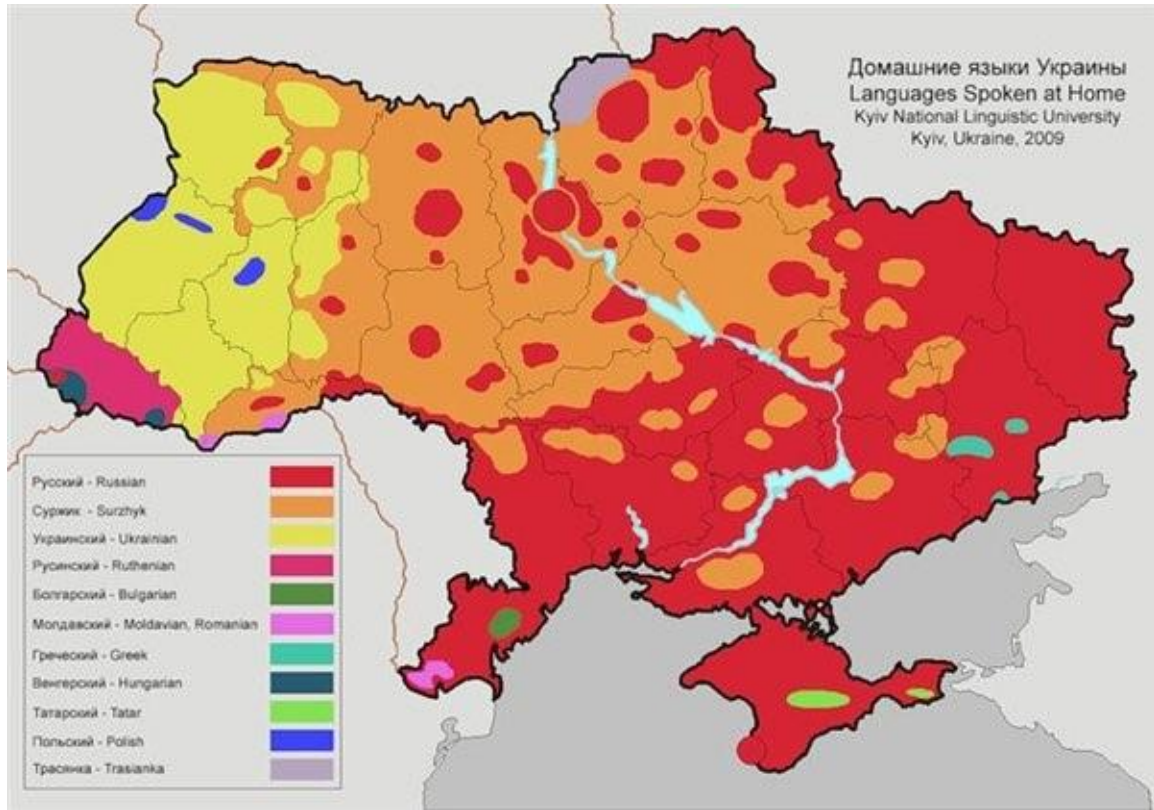 Домашние языки Украины
Languages Spoken at Home
Kyiv National Linguistic University
Kyiv, Ukraine, 2009
Русский - Russian
Суржик - Surzhyk
Украинский - Ukrainian
Русинский - Ruthenian
Болгарский - Bulgarian
Молдавский - Moldavian, Romanian
Греческий - Greek
Венгерский - Hungarian
Татарский - Tatar
Польский - Polish
Трасянка - Trasianka